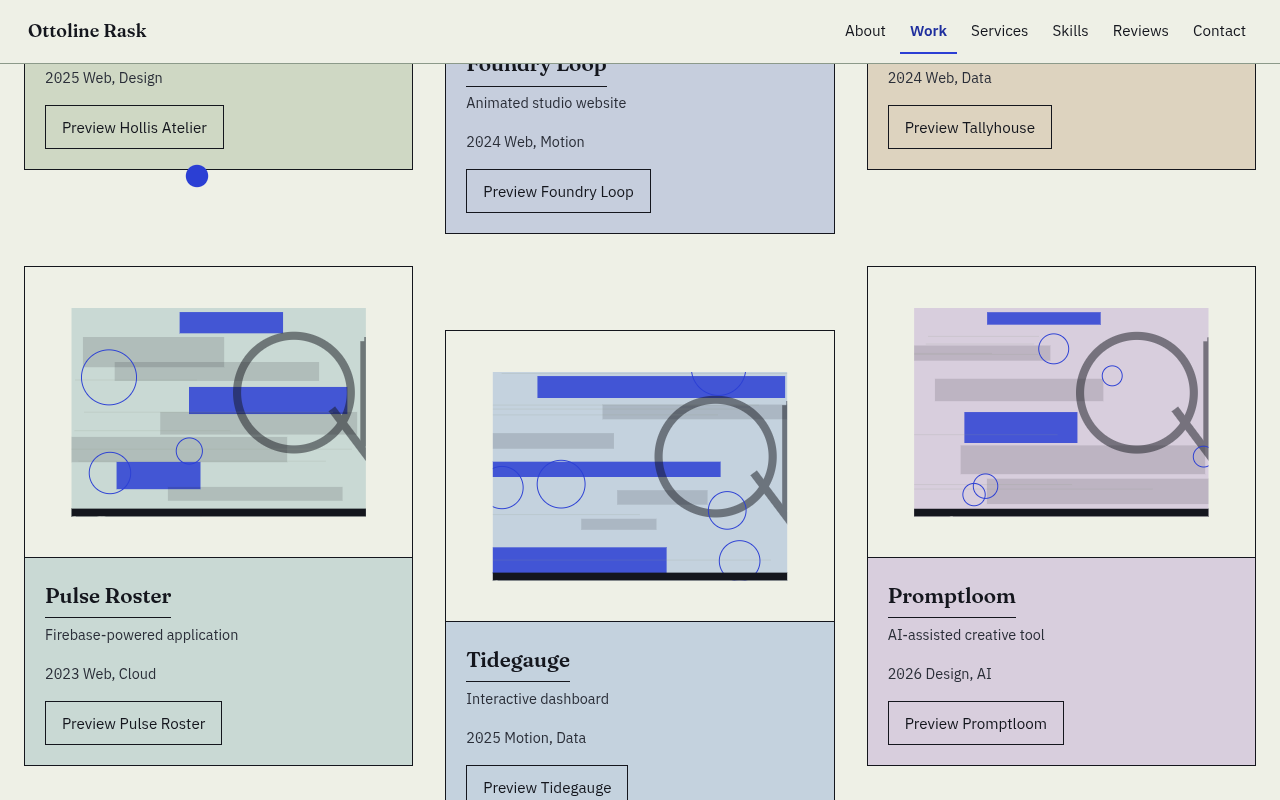 Ottoline Rask
About
Work
Services
Skills
Reviews
Contact
2025 Web, Design
Preview Hollis Atelier
Foundry Loop
Animated studio website
2024 Web, Motion
Preview Foundry Loop
2024 Web, Data
Preview Tallyhouse
Pulse Roster
Firebase-powered application
2023 Web, Cloud
Preview Pulse Roster
Tidegauge
Interactive dashboard
2025 Motion, Data
Preview Tidegauge
Promptloom
AI-assisted creative tool
2026 Design, AI
Preview Promptloom